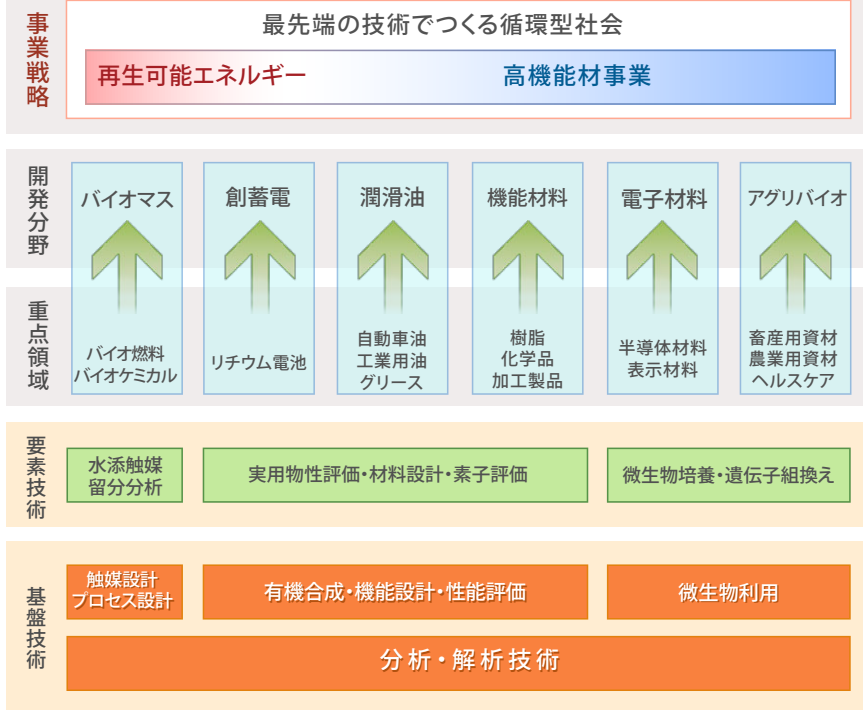 事業戦略
最先端の技術でつくる循環型社会
再生可能エネルギー
高機能材事業
開発分野
バイオマス
創蓄電
潤滑油
機能材料
電子材料
アグリバイオ
重点領域
バイオ燃料
バイオケミカル
リチウム電池
自動車油
工業用油
グリース
樹脂
化学品
加工製品
半導体材料
表示材料
畜産用資材
農業用資材
ヘルスケア
要素技術
水添触媒
留分分析
実用物性評価・材料設計・素子評価
微生物培養・遺伝子組換え
基盤技術
触媒設計
プロセス設計
有機合成・機能設計・性能評価
微生物利用
分析・解析技術